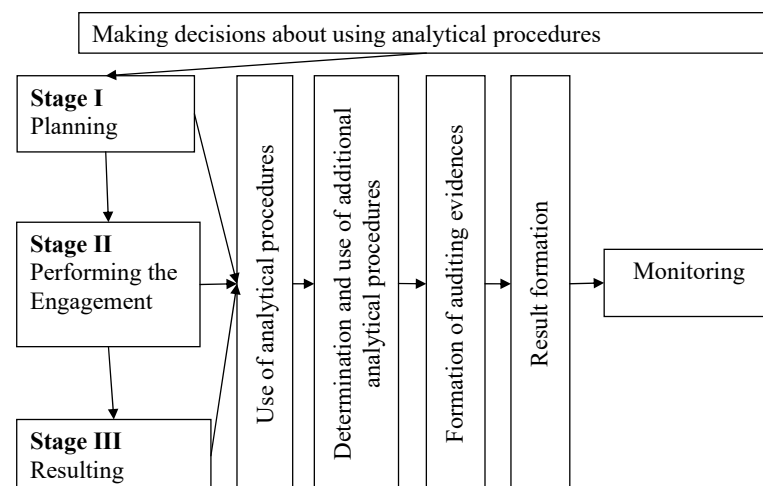 Making decisions about using analytical procedures
Stage I
Planning
Stage II
Performing the
Engagement
Stage III
Resulting
Use of analytical procedures
Determination and use of additional
analytical procedures
Formation of auditing evidences
Result formation
Monitoring